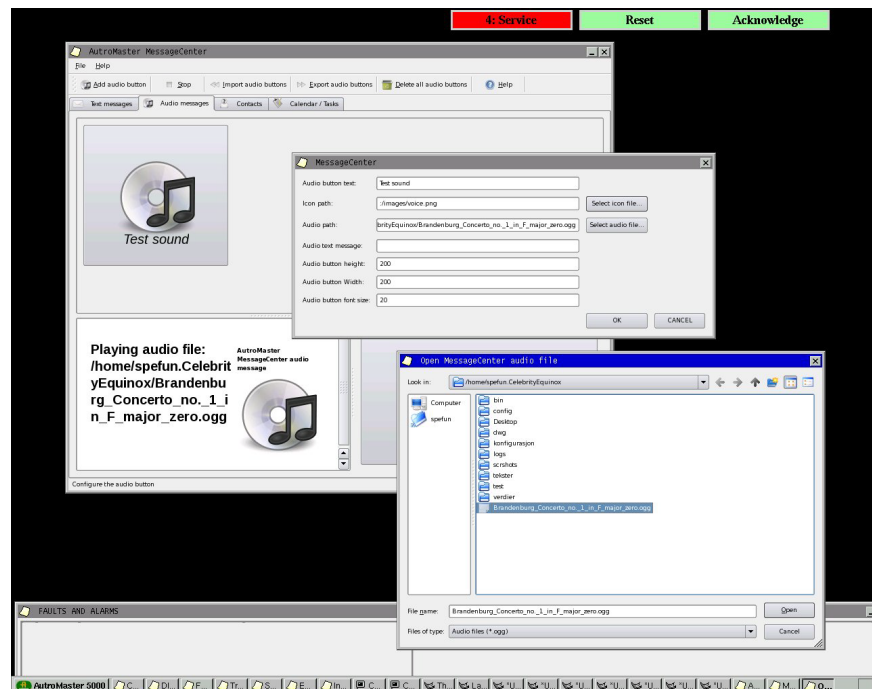 4: Service
Reset
Acknowledge
AutroMaster MessageCenter
File Help
Add audio button Stop Import audio buttons Export audio buttons Delete all audio buttons Help
Text messages Audio messages Contacts Calendar / Tasks
Test sound
MessageCenter
Audio button text: Test sound
Icon path: :/images/voice.png Select icon file...
Audio path: brityEquinox/Brandenburg_Concerto_no._1_in_F_major_zero.ogg Select audio file...
Audio text message:
Audio button height: 200
Audio button Width: 200
Audio button font size: 20
OK CANCEL
Playing audio file:
/home/spefun.Celebrit
yEquinox/Brandenbu
rg_Concerto_no._1_i
n_F_major_zero.ogg
AutroMaster
MessageCenter audio
message
Configure the audio button
Open MessageCenter audio file
Look in: /home/spefun.CelebrityEquinox
Computer
spefun
bin
config
Desktop
dwg
konfigurasjon
logs
scrshots
tekster
test
verdier
Brandenburg_Concerto_no._1_in_F_major_zero.ogg
File name: Brandenburg_Concerto_no._1_in_F_major_zero.ogg Open
Files of type: Audio files (*.ogg) Cancel
FAULTS AND ALARMS
AutroMaster 5000 C... DI... F... Tr... S... E... In... C... C... Th... La... "U... "U... "U... "U... "U... "U... "U... A... M... O...